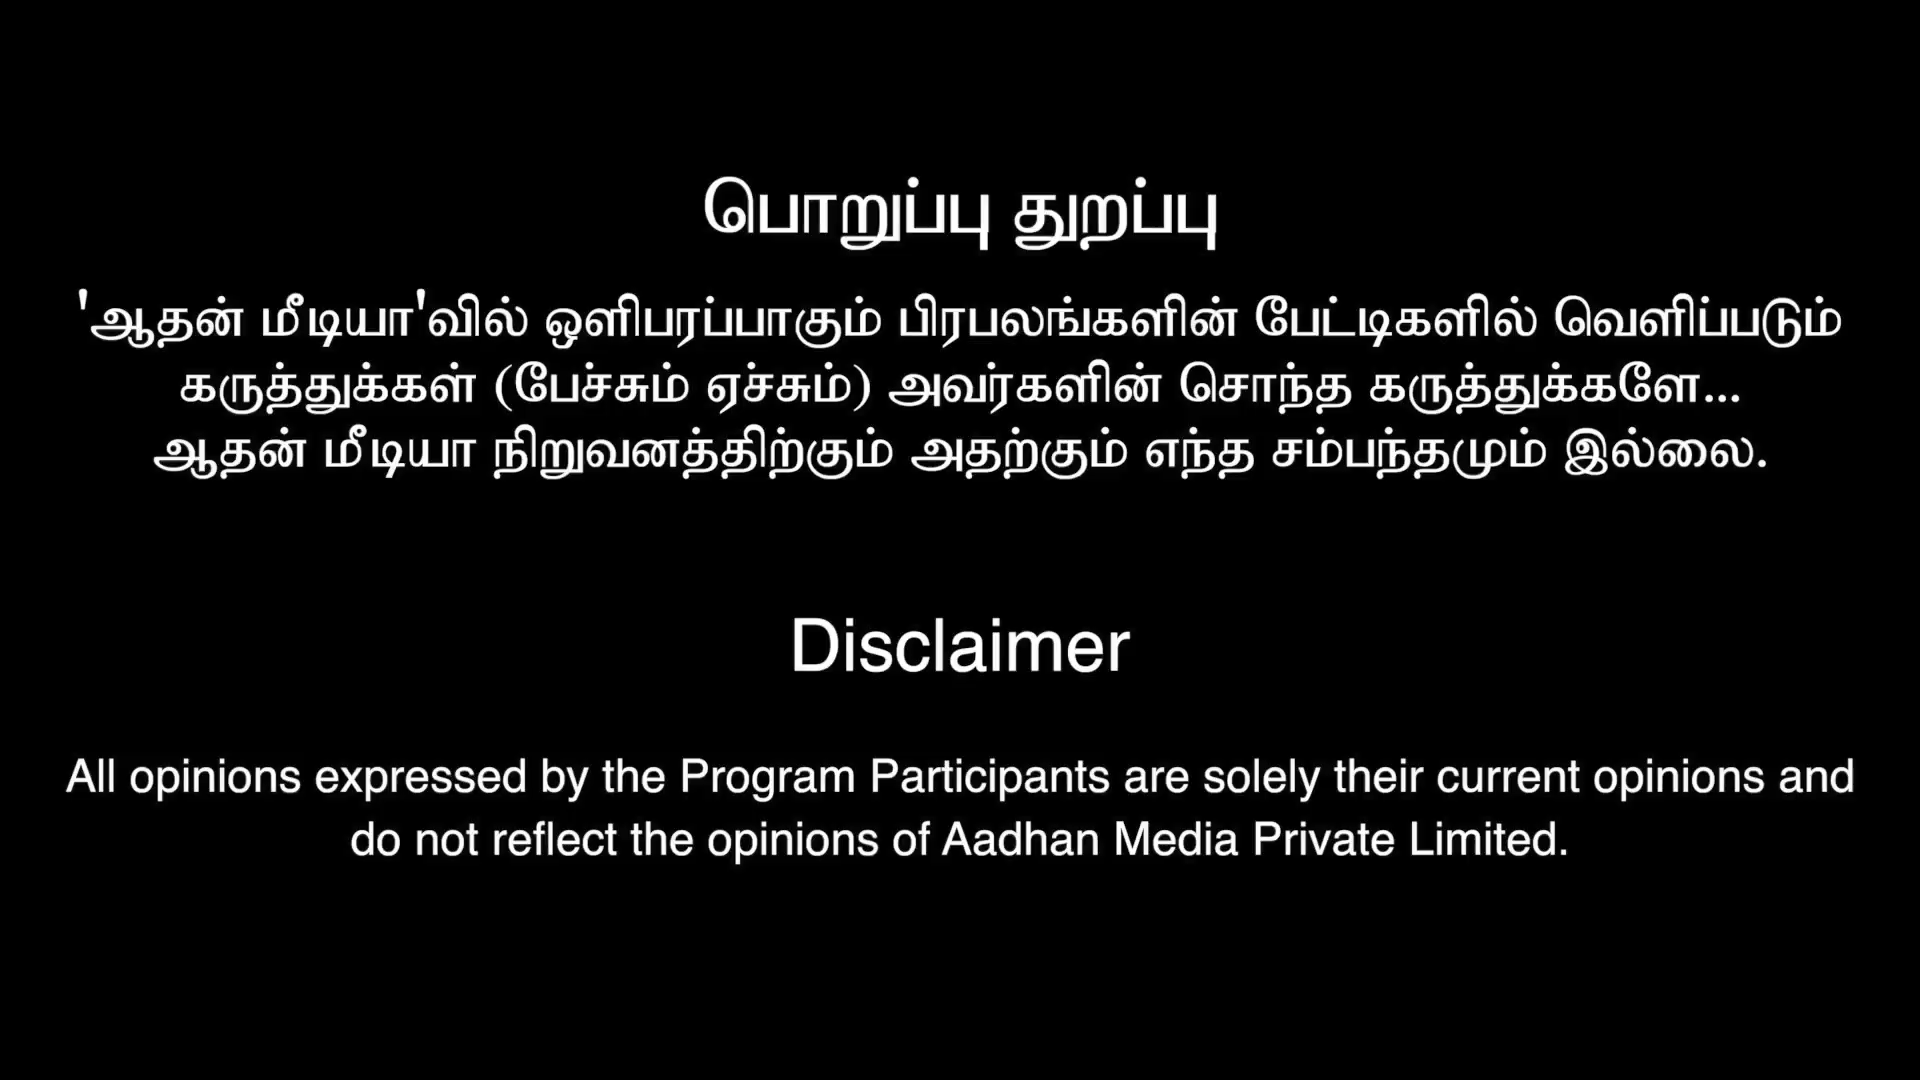 பொறுப்பு துறப்பு
'ஆதன் மீடியா'வில் ஒளிபரப்பாகும் பிரபலங்களின் பேட்டிகளில் வெளிப்படும்
கருத்துக்கள் (பேச்சும் ஏச்சும்) அவர்களின் சொந்த கருத்துக்களே...
ஆதன் மீடியா நிறுவனத்திற்கும் அதற்கும் எந்த சம்பந்தமும் இல்லை.
Disclaimer
All opinions expressed by the Program Participants are solely their current opinions and
do not reflect the opinions of Aadhan Media Private Limited.